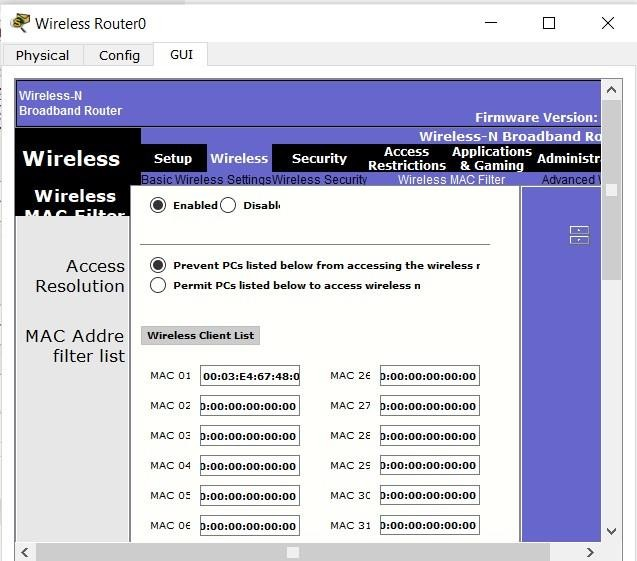 Wireless Router0
Physical Config GUI
Wireless-N
Broadband Router
Firmware Version:
Wireless-N Broadband Ro
Wireless
Setup Wireless Security Access Restrictions Applications & Gaming Administra
Basic Wireless Settings Wireless Security Wireless MAC Filter Advanced W
Wireless
MAC Filter
Enabled Disabl
Access
Resolution
Prevent PCs listed below from accessing the wireless n
Permit PCs listed below to access wireless n
MAC Addre
filter list
Wireless Client List
MAC 01 00:03:E4:67:48:0 MAC 26 0:00:00:00:00:00
MAC 02 0:00:00:00:00:00 MAC 27 0:00:00:00:00:00
MAC 03 0:00:00:00:00:00 MAC 28 0:00:00:00:00:00
MAC 04 0:00:00:00:00:00 MAC 29 0:00:00:00:00:00
MAC 05 0:00:00:00:00:00 MAC 30 0:00:00:00:00:00
MAC 06 0:00:00:00:00:00 MAC 31 0:00:00:00:00:00